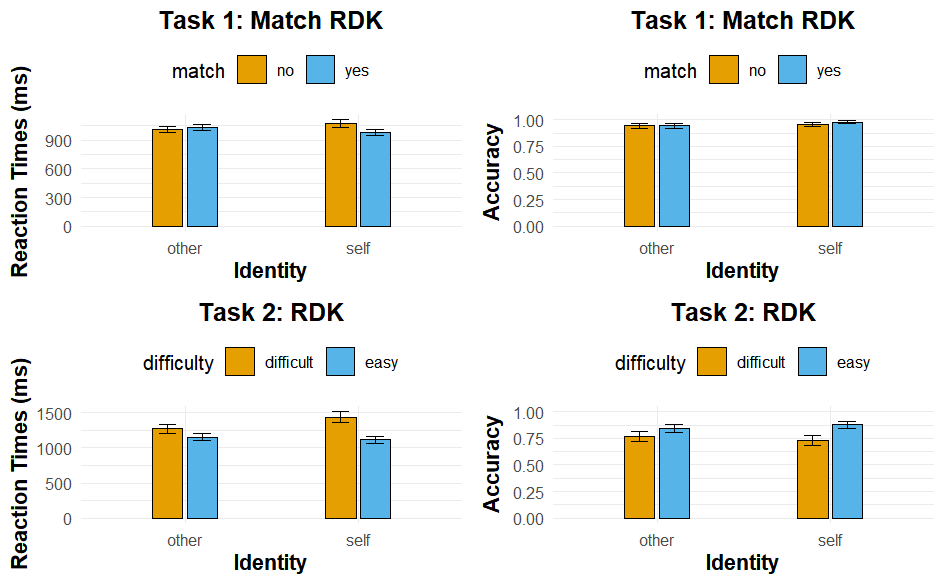 Task 1: Match RDK
match no yes
Reaction Times (ms)
900
600
300
0
other self
Identity
Task 1: Match RDK
match no yes
Accuracy
1.00
0.75
0.50
0.25
0.00
other self
Identity
Task 2: RDK
difficulty difficult easy
Reaction Times (ms)
1500
1000
500
0
other self
Identity
Task 2: RDK
difficulty difficult easy
Accuracy
1.00
0.75
0.50
0.25
0.00
other self
Identity